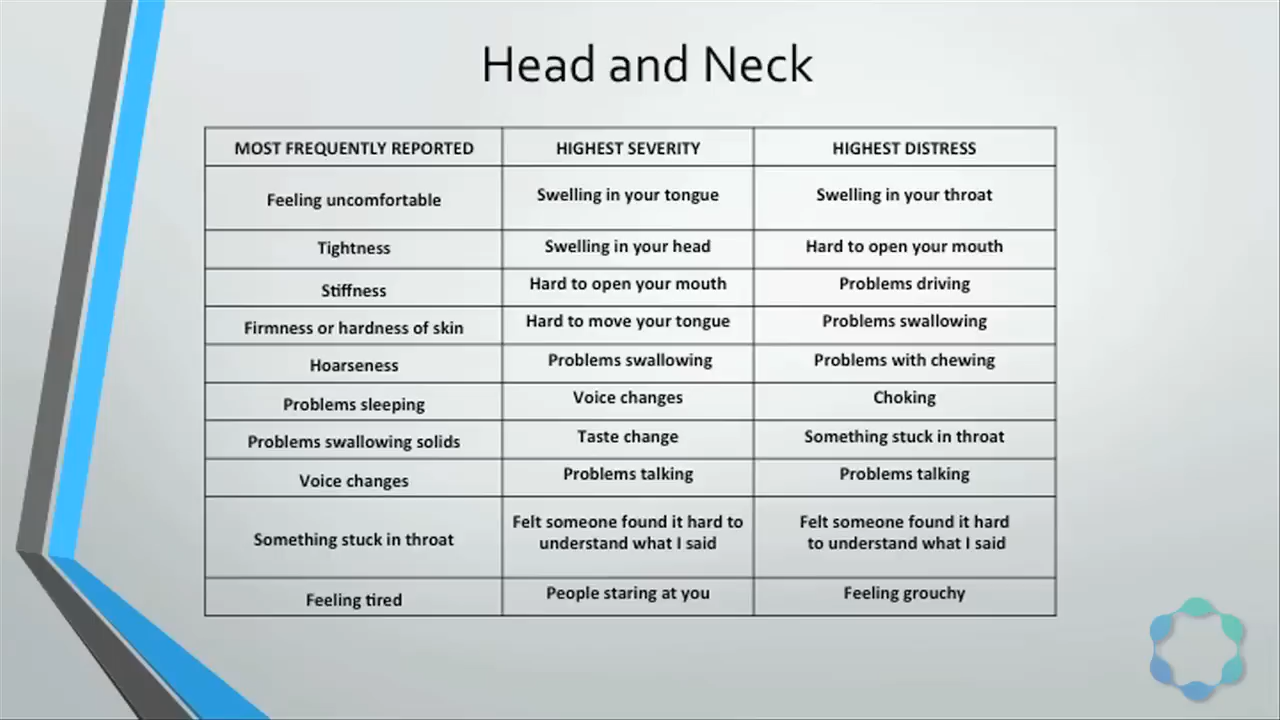 Head and Neck
MOST FREQUENTLY REPORTED HIGHEST SEVERITY HIGHEST DISTRESS
Feeling uncomfortable Swelling in your tongue Swelling in your throat
Tightness Swelling in your head Hard to open your mouth
Stiffness Hard to open your mouth Problems driving
Firmness or hardness of skin Hard to move your tongue Problems swallowing
Hoarseness Problems swallowing Problems with chewing
Problems sleeping Voice changes Choking
Problems swallowing solids Taste change Something stuck in throat
Voice changes Problems talking Problems talking
Something stuck in throat Felt someone found it hard to Felt someone found it hard
understand what I said to understand what I said
Feeling tired People staring at you Feeling grouchy